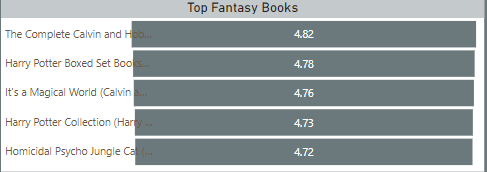 Top Fantasy Books
The Complete Calvin and Hob...
4.82
Harry Potter Boxed Set Books...
4.78
It's a Magical World (Calvin a...
4.76
Harry Potter Collection (Harry ...
4.73
Homicidal Psycho Jungle Cat (...
4.72